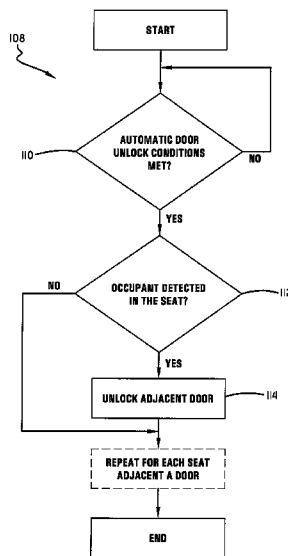 START
108
AUTOMATIC DOOR
UNLOCK CONDITIONS
MET?
110
NO
YES
OCCUPANT DETECTED
IN THE SEAT?
NO
112
YES
UNLOCK ADJACENT DOOR
114
REPEAT FOR EACH SEAT
ADJACENT A DOOR
END